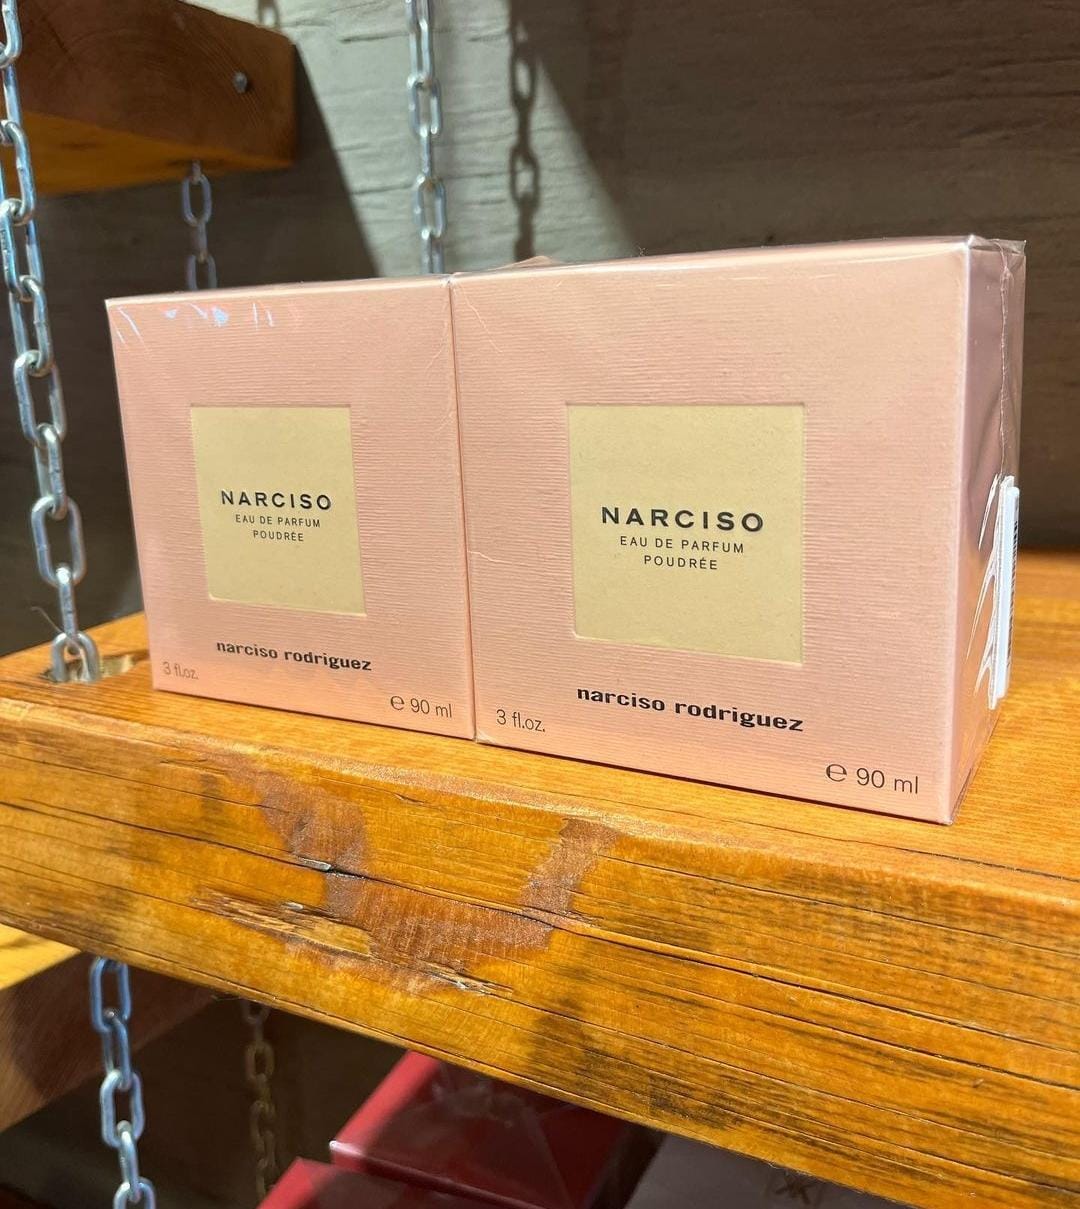 NARCISO
EAU DE PARFUM
POUDRÉE
narciso rodriguez
3 fl.oz.
℮ 90 ml
NARCISO
EAU DE PARFUM
POUDRÉE
narciso rodriguez
3 fl.oz.
℮ 90 ml